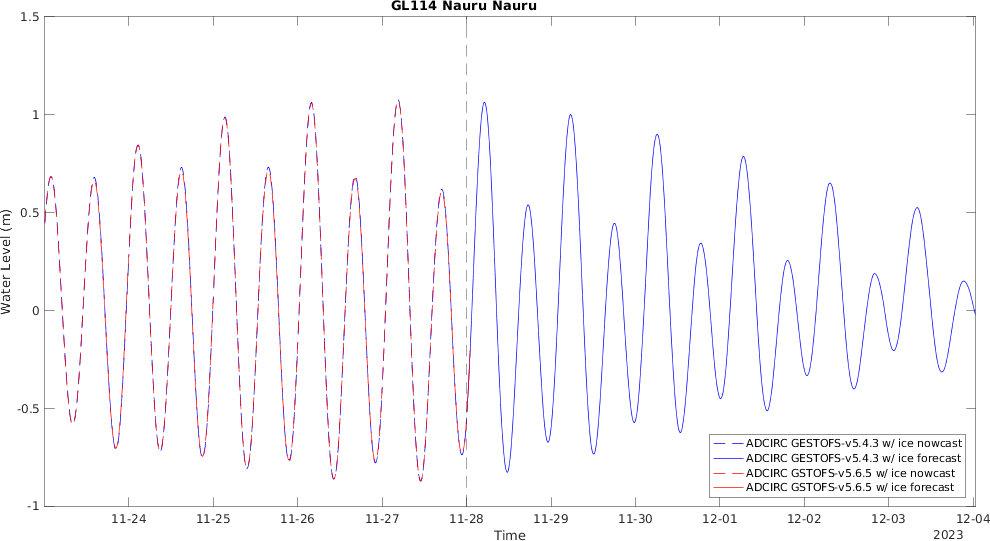 GL114 Nauru Nauru
1.5
1
0.5
0
-0.5
-1
Water Level (m)
11-24
11-25
11-26
11-27
11-28
11-29
11-30
12-01
12-02
12-03
12-04
Time
2023
ADCIRC GESTOFS-v5.4.3 w/ ice nowcast
ADCIRC GESTOFS-v5.4.3 w/ ice forecast
ADCIRC GSTOFS-v5.6.5 w/ ice nowcast
ADCIRC GSTOFS-v5.6.5 w/ ice forecast